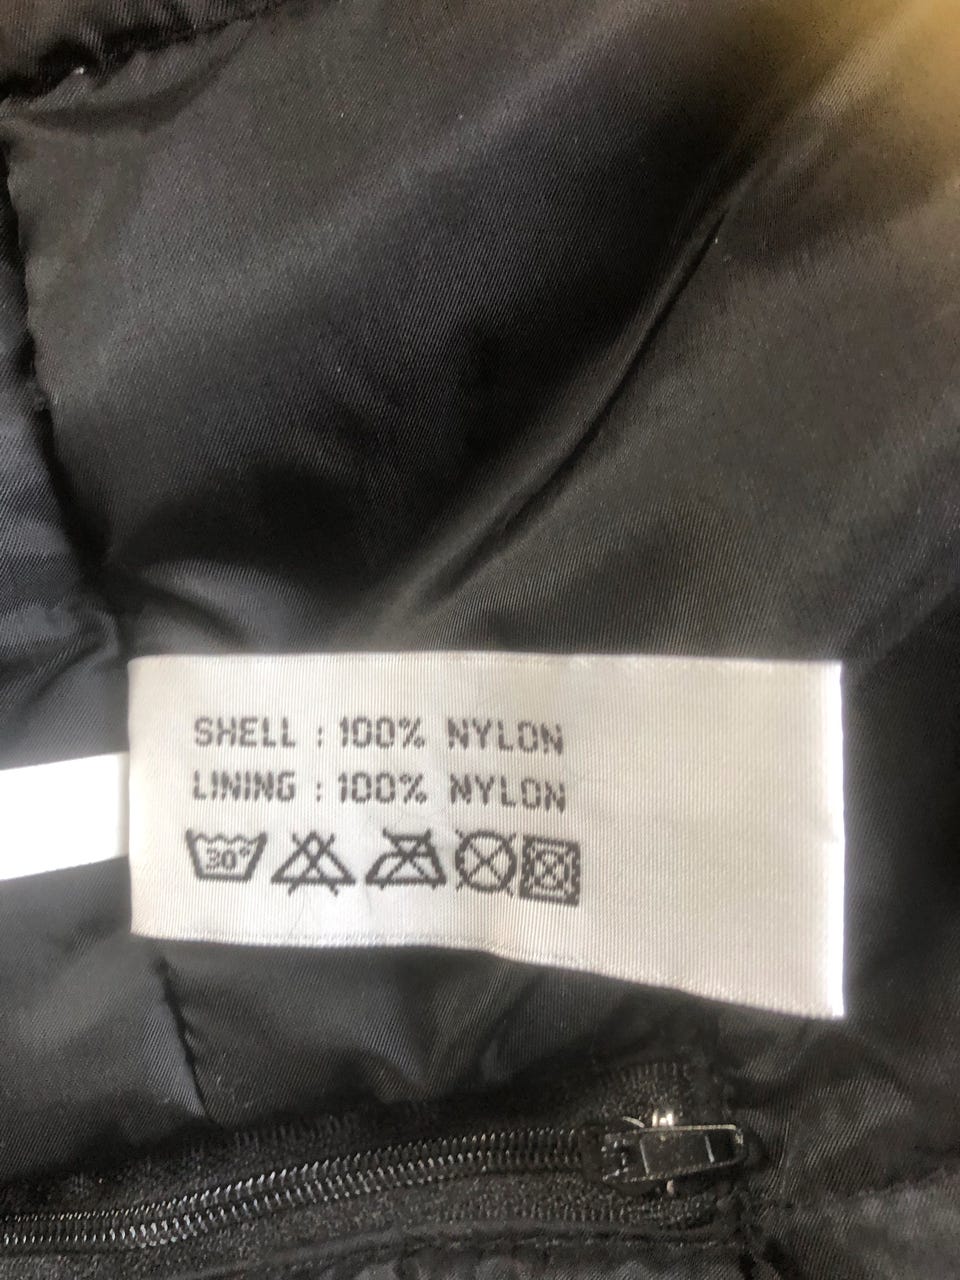 SHELL : 100% NYLON
LINING : 100% NYLON
30°